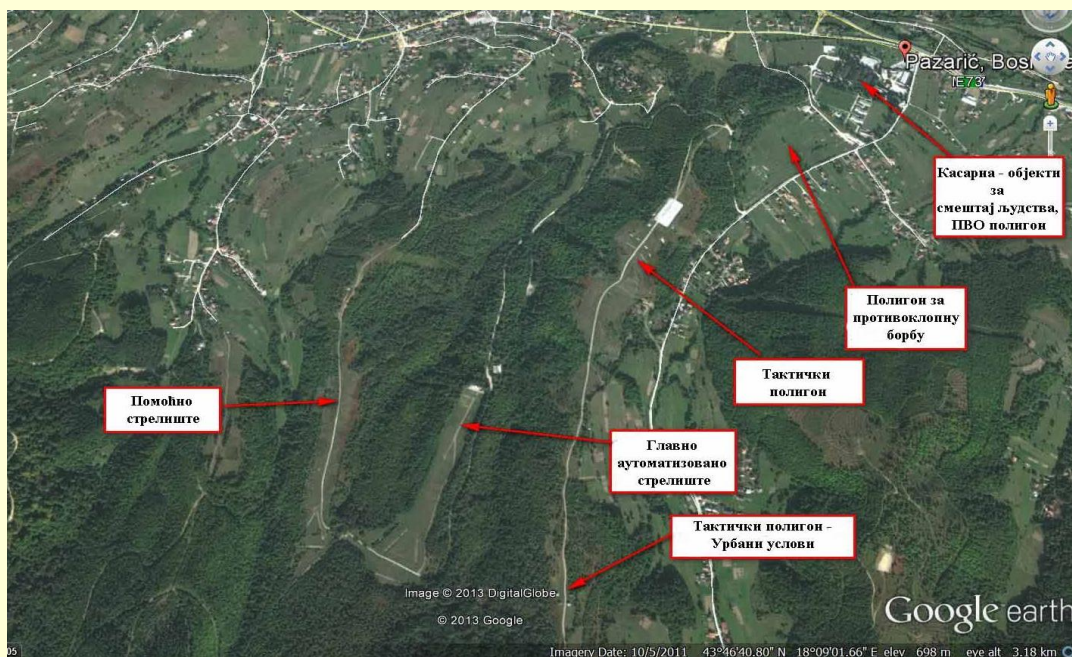 Pazarić, Bosn
E73
Касарна - објекти
за
смештај људства,
ПВО полигон
Полигон за
противоклопну
борбу
Тактички
полигон
Помоћно
стрелиште
Главно
аутоматизовано
стрелиште
Тактички полигон -
Урбани услови
Image © 2013 DigitalGlobe
© 2013 Google
Google earth
05
Imagery Date: 10/5/2011 43°46'40.80" N 18°09'01.66" E elev 698 m eye alt 3.18 km